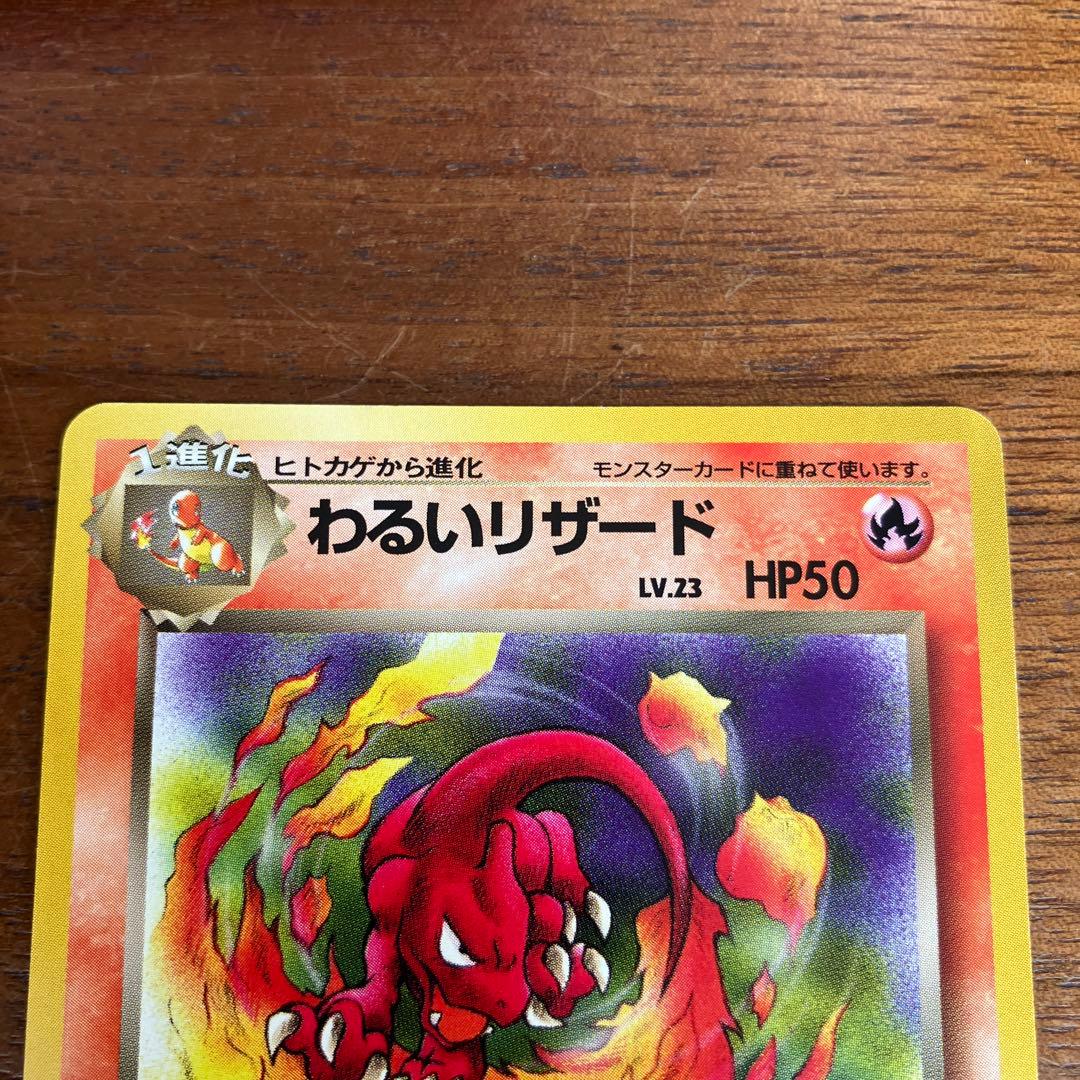 1進化
ヒトカゲから進化
モンスターカードに重ねて使います。
わるいリザード
LV.23 HP50